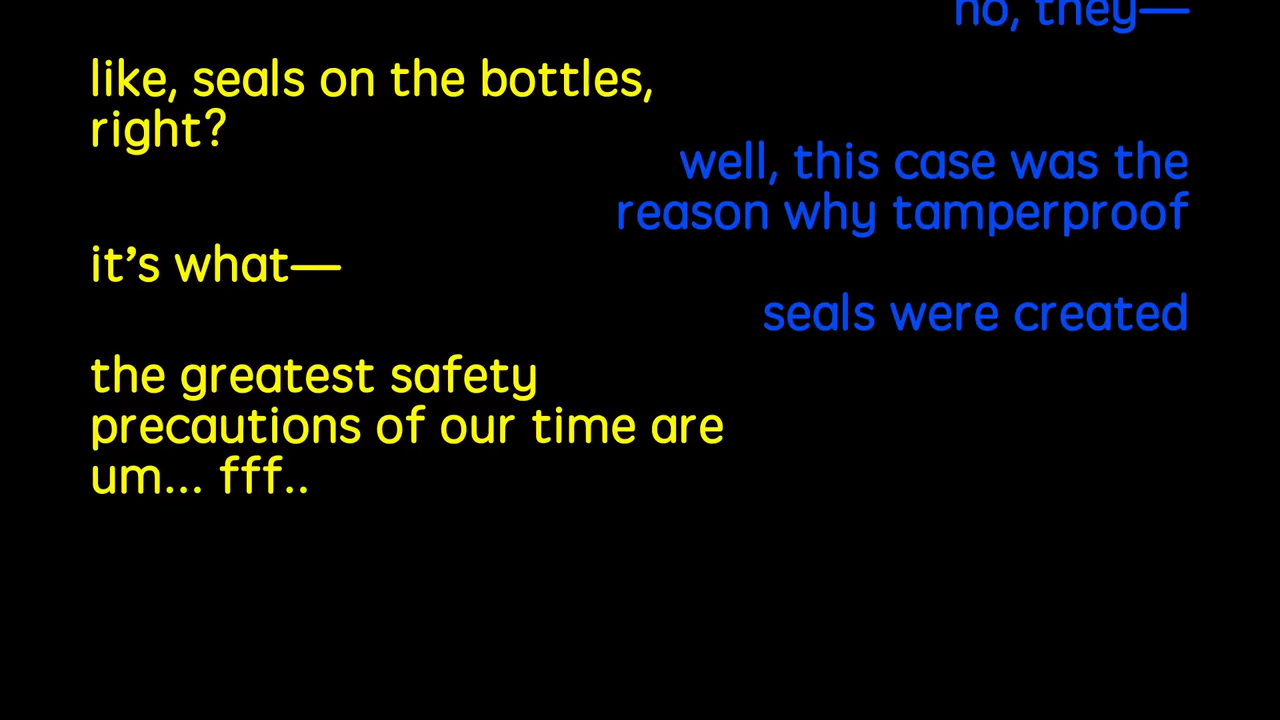 no, they—
like, seals on the bottles,
right?
well, this case was the
reason why tamperproof
it’s what—
seals were created
the greatest safety
precautions of our time are
um... fff..